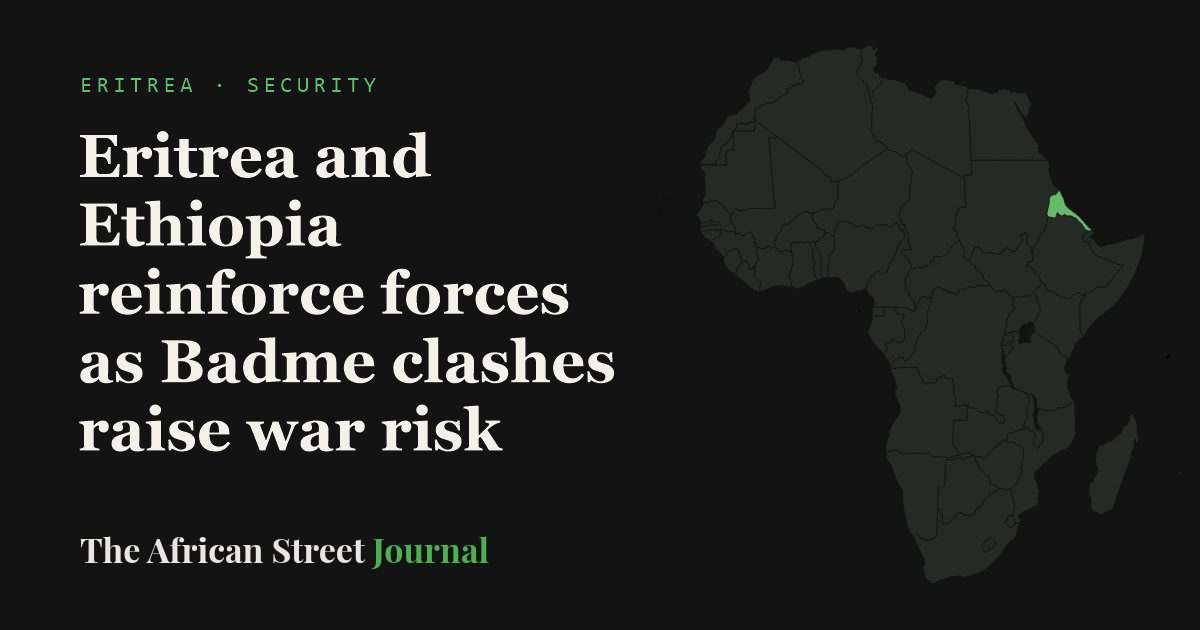 ERITREA · SECURITY
Eritrea and
Ethiopia
reinforce forces
as Badme clashes
raise war risk
The African Street Journal